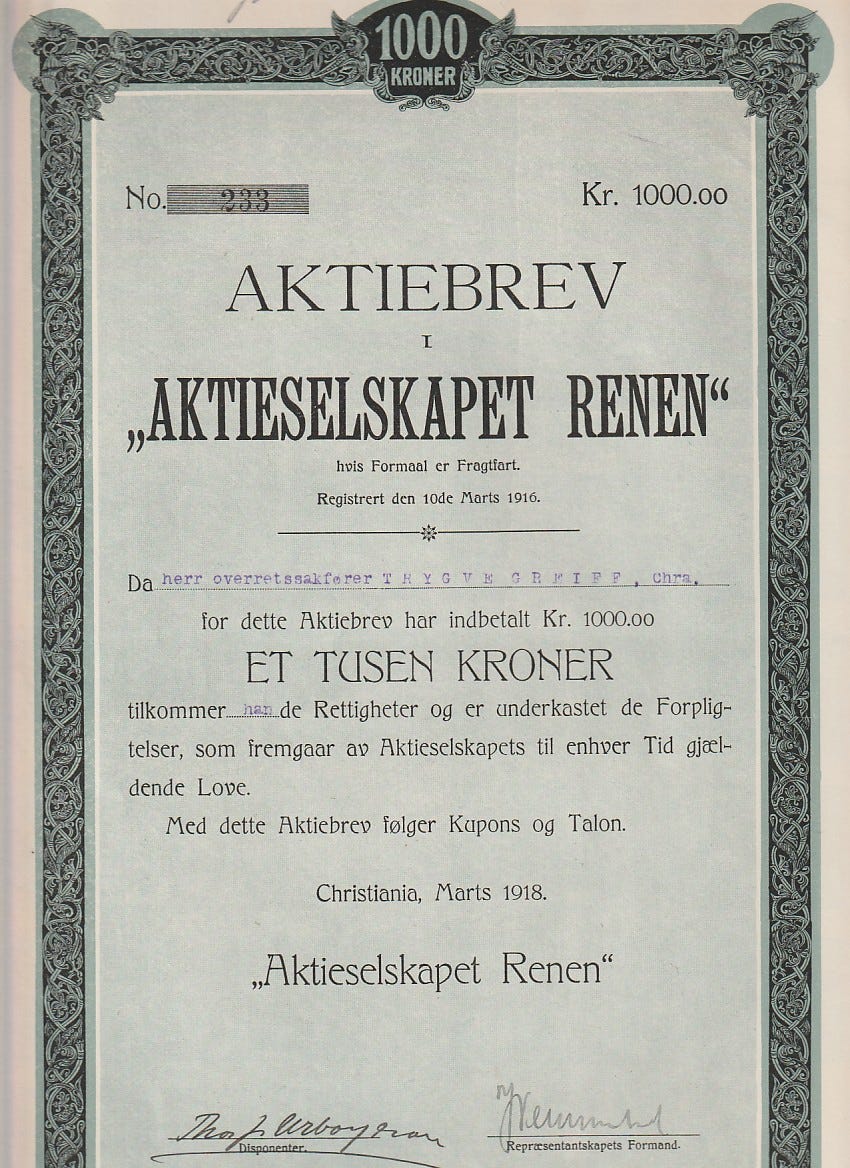 1000
KRONER
No. 233 Kr. 1000.00
AKTIEBREV
I
„AKTIESELSKAPET RENEN“
hvis Formaal er Fragtfart.
Registrert den 10de Marts 1916.
Da herr overretssakfører TRYGVE GREIFF, Chra.
for dette Aktiebrev har indbetalt Kr. 1000.00
ET TUSEN KRONER
tilkommer han de Rettigheter og er underkastet de Forplig-
telser, som fremgaar av Aktieselskapets til enhver Tid gjæl-
dende Love.
Med dette Aktiebrev følger Kupons og Talon.
Christiania, Marts 1918.
„Aktieselskapet Renen“
Disponenter. Repræsentantskapets Formand.